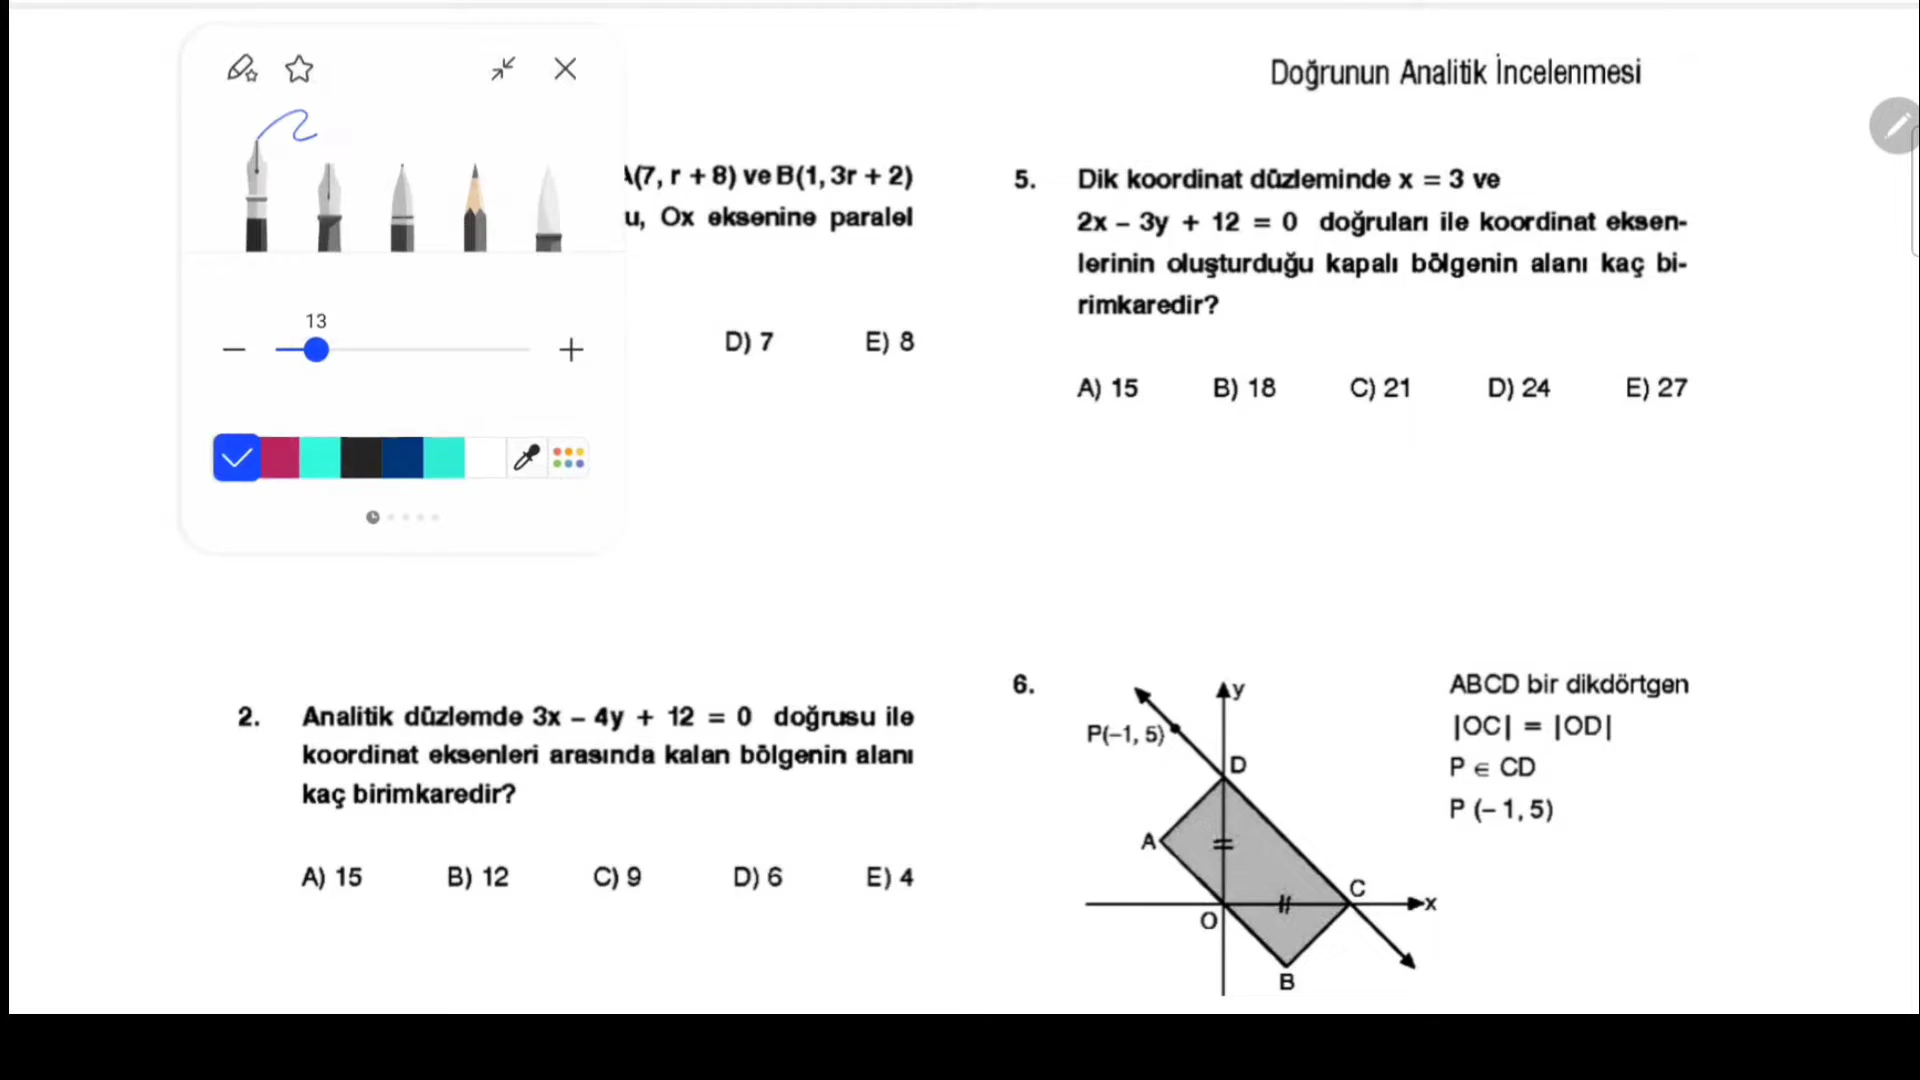 Doğrunun Analitik İncelenmesi
13
A(7, r + 8) ve B(1, 3r + 2)
u, Ox eksenine paralel
D) 7 E) 8
2. Analitik düzlemde 3x – 4y + 12 = 0 doğrusu ile
koordinat eksenleri arasında kalan bölgenin alanı
kaç birimkaredir?
A) 15 B) 12 C) 9 D) 6 E) 4
5. Dik koordinat düzleminde x = 3 ve
2x – 3y + 12 = 0 doğruları ile koordinat eksen-
lerinin oluşturduğu kapalı bölgenin alanı kaç bi-
rimkaredir?
A) 15 B) 18 C) 21 D) 24 E) 27
6.
y
P(–1, 5)
D
A
C
x
O
B
ABCD bir dikdörtgen
|OC| = |OD|
P ∈ CD
P (– 1, 5)